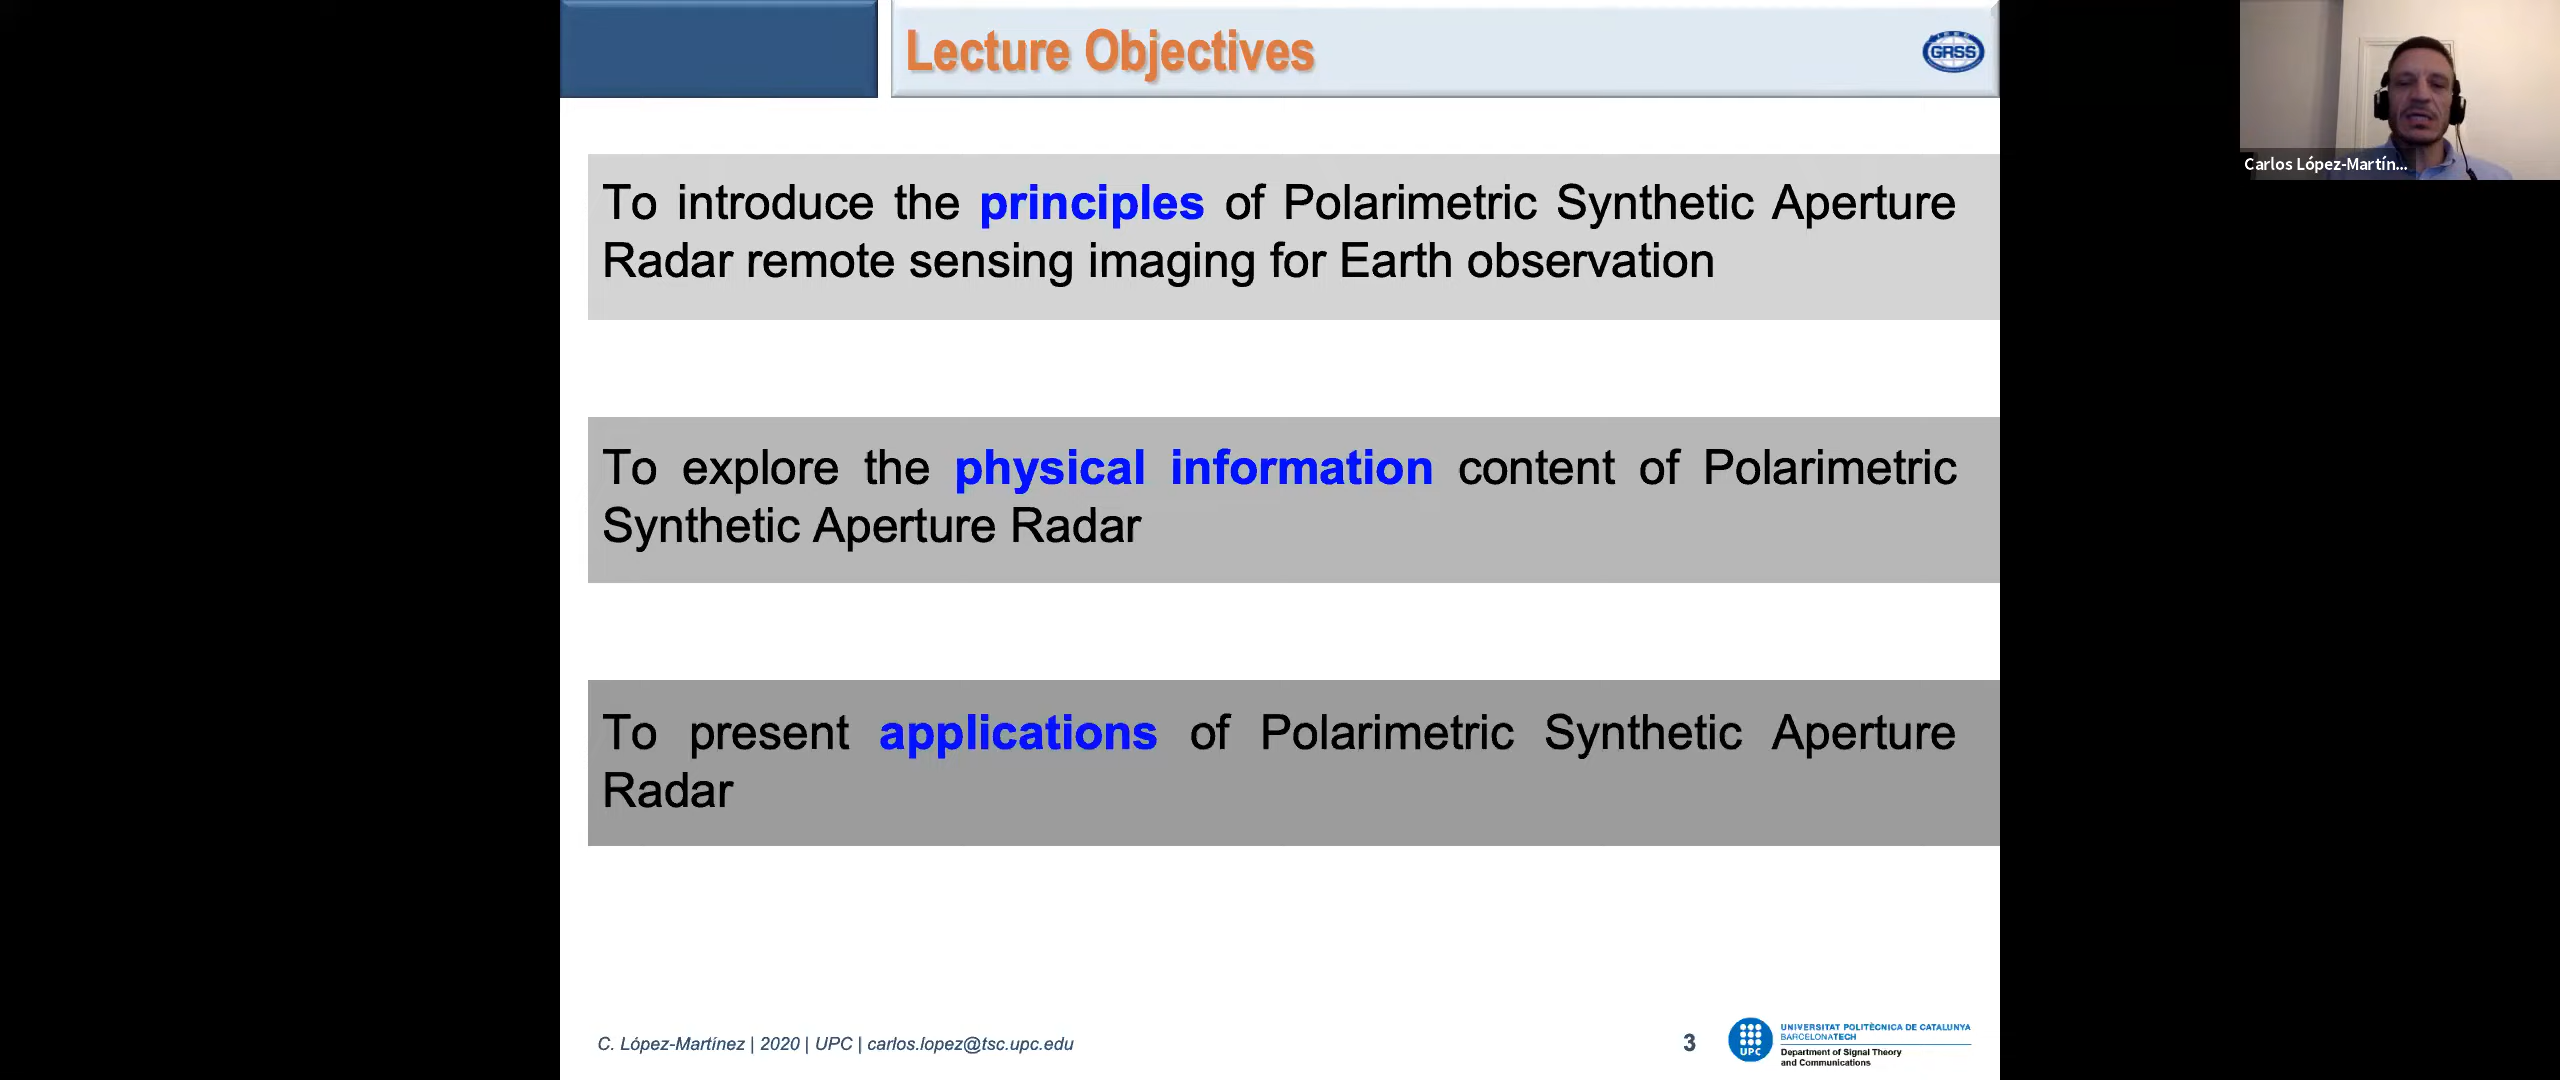 Lecture Objectives
GRSS
Carlos López-Martín...
To introduce the principles of Polarimetric Synthetic Aperture
Radar remote sensing imaging for Earth observation
To explore the physical information content of Polarimetric
Synthetic Aperture Radar
To present applications of Polarimetric Synthetic Aperture
Radar
C. López-Martínez | 2020 | UPC | carlos.lopez@tsc.upc.edu
3
UPC
UNIVERSITAT POLITÈCNICA DE CATALUNYA
BARCELONATECH
Department of Signal Theory
and Communications